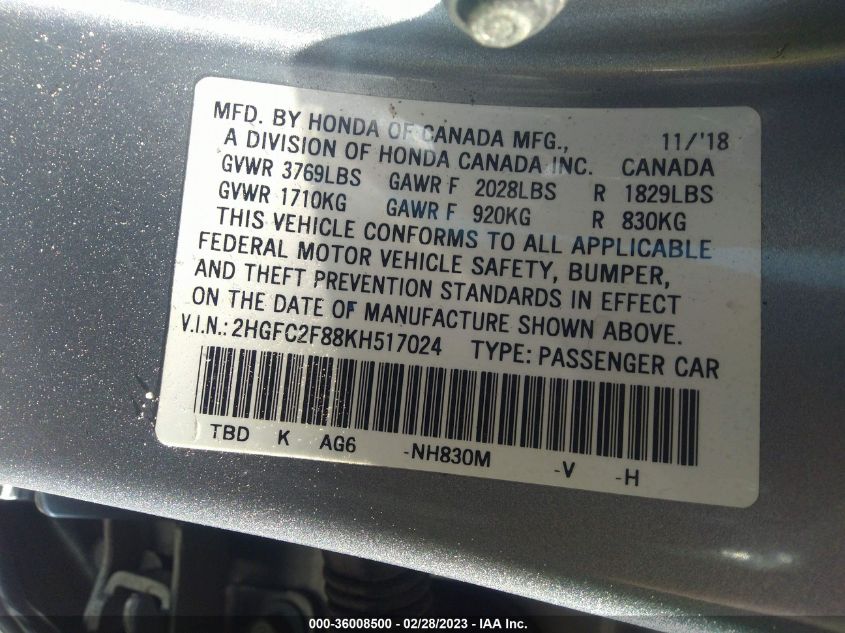 MFD. BY HONDA OF CANADA MFG., 11/'18
A DIVISION OF HONDA CANADA INC. CANADA
GVWR 3769LBS GAWR F 2028LBS R 1829LBS
GVWR 1710KG GAWR F 920KG R 830KG
THIS VEHICLE CONFORMS TO ALL APPLICABLE
FEDERAL MOTOR VEHICLE SAFETY, BUMPER,
AND THEFT PREVENTION STANDARDS IN EFFECT
ON THE DATE OF MANUFACTURE SHOWN ABOVE.
V.I.N.: 2HGFC2F88KH517024 TYPE: PASSENGER CAR
TBD K AG6 -NH830M -V -H
000-36008500 - 02/28/2023 - IAA Inc.